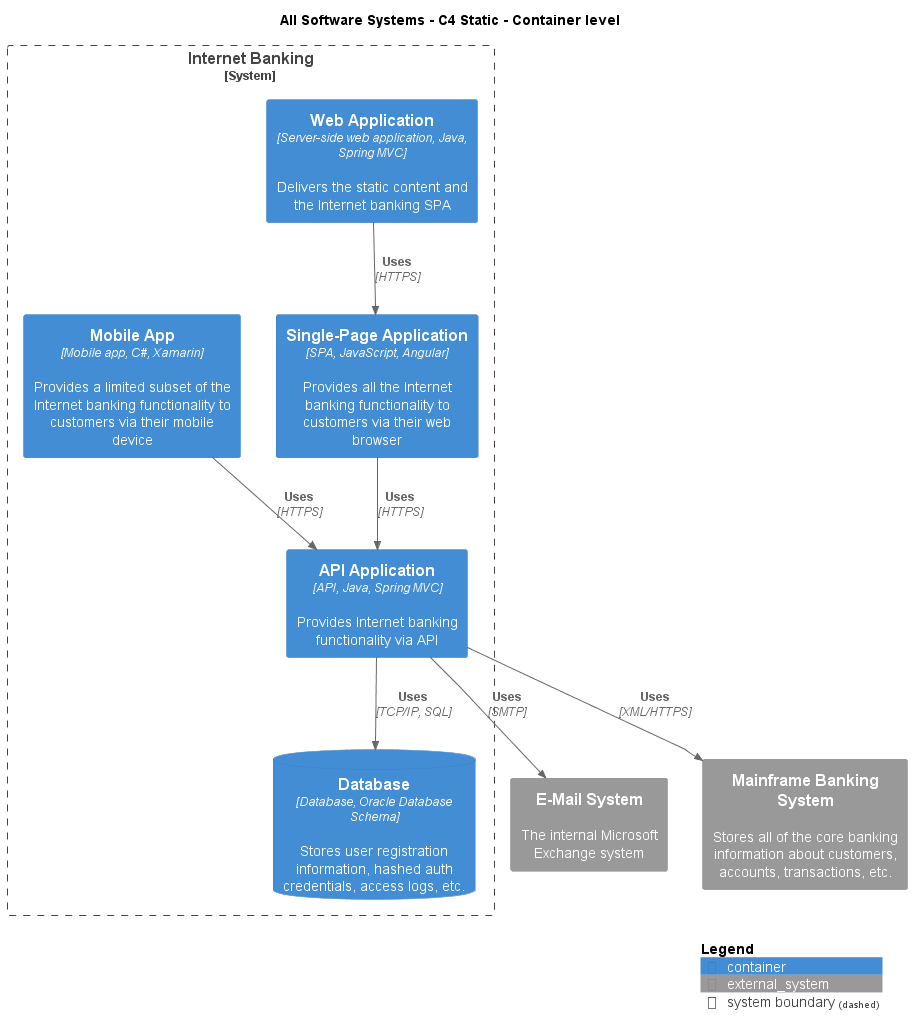 All Software Systems - C4 Static - Container level
Internet Banking
[System]
Web Application
[Server-side web application, Java,
Spring MVC]
Delivers the static content and
the Internet banking SPA
Uses
[HTTPS]
Mobile App
[Mobile app, C#, Xamarin]
Provides a limited subset of the
Internet banking functionality to
customers via their mobile
device
Single-Page Application
[SPA, JavaScript, Angular]
Provides all the Internet
banking functionality to
customers via their web
browser
Uses
[HTTPS]
Uses
[HTTPS]
API Application
[API, Java, Spring MVC]
Provides Internet banking
functionality via API
Uses
[TCP/IP, SQL]
Uses
[SMTP]
Uses
[XML/HTTPS]
Database
[Database, Oracle Database
Schema]
Stores user registration
information, hashed auth
credentials, access logs, etc.
E-Mail System
The internal Microsoft
Exchange system
Mainframe Banking
System
Stores all of the core banking
information about customers,
accounts, transactions, etc.
Legend
container
external_system
system boundary (dashed)